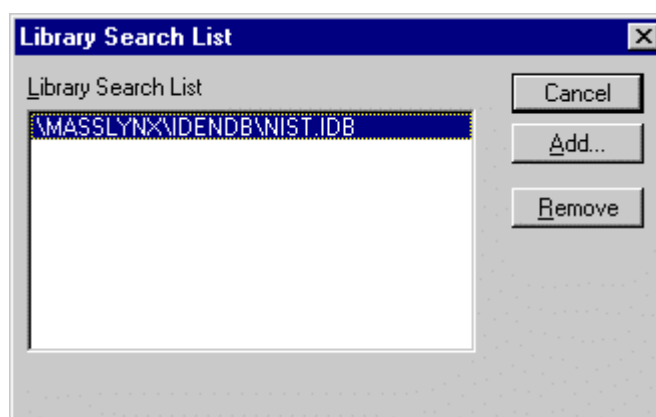 Library Search List
Library Search List
\MASSLYNX\IDENDB\NIST.IDB
Cancel
Add...
Remove